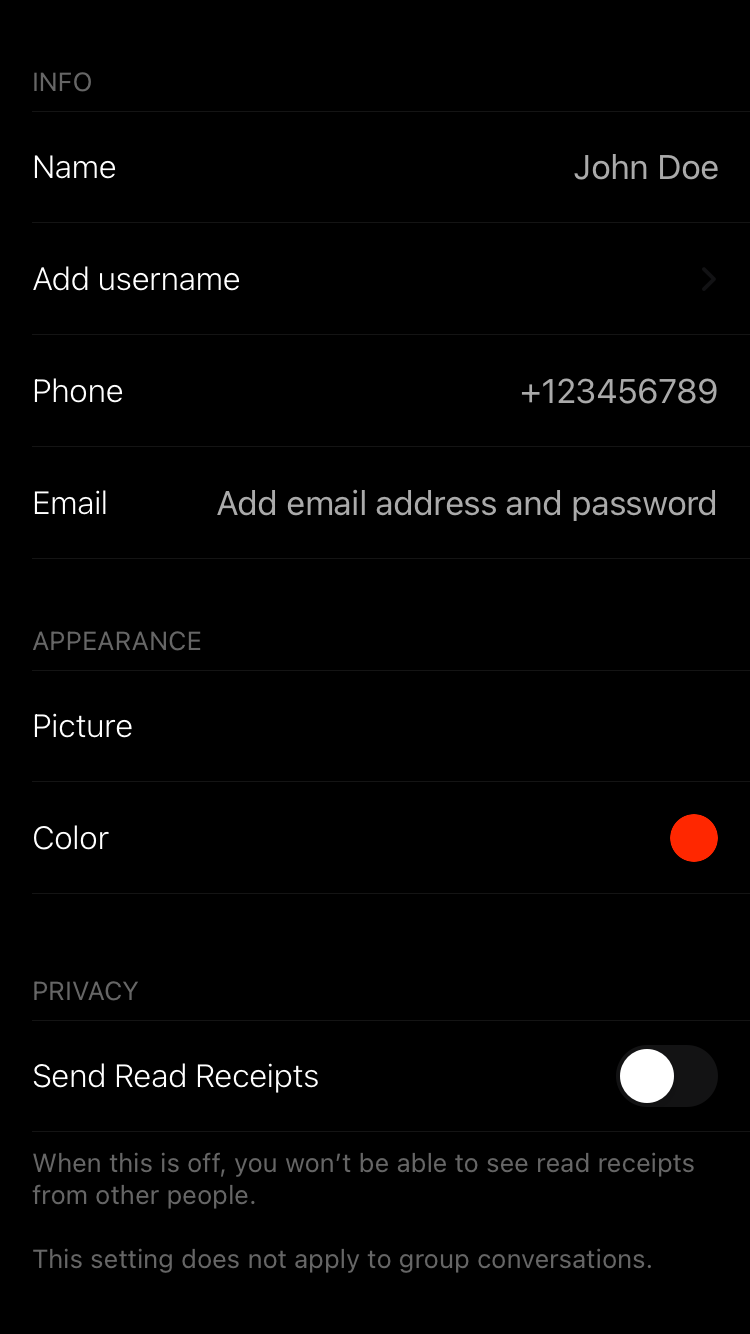 INFO
Name John Doe
Add username
Phone +123456789
Email Add email address and password
APPEARANCE
Picture
Color
PRIVACY
Send Read Receipts
When this is off, you won’t be able to see read receipts
from other people.
This setting does not apply to group conversations.